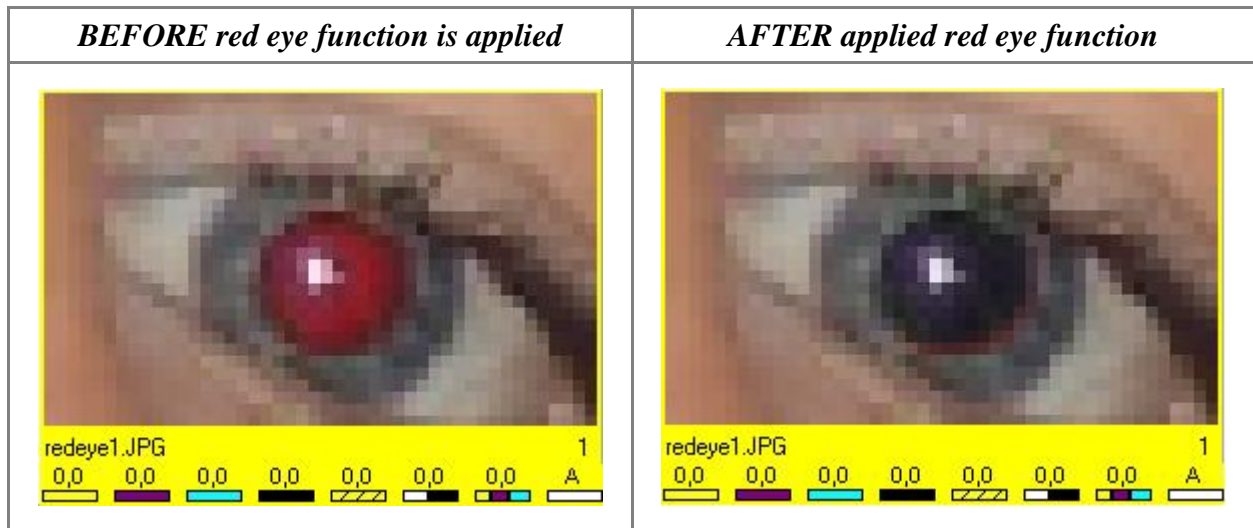 BEFORE red eye function is applied
AFTER applied red eye function
redeye1.JPG 1
0,0 0,0 0,0 0,0 0,0 0,0 0,0 A
redeye1.JPG 1
0,0 0,0 0,0 0,0 0,0 0,0 0,0 A